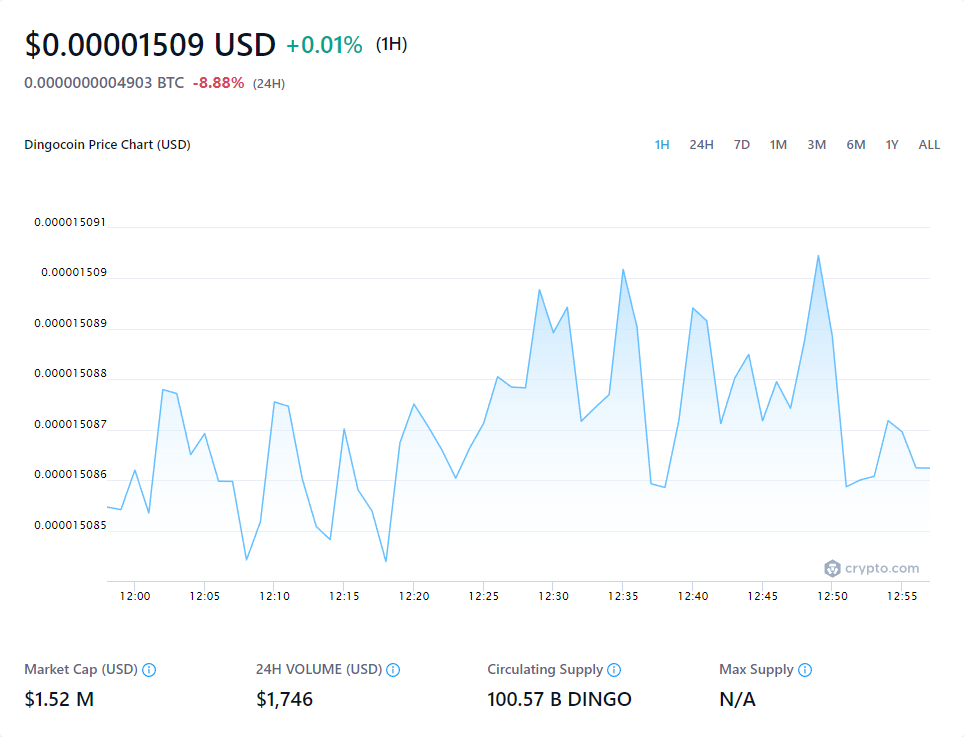 $0.00001509 USD +0.01% (1H)
0.0000000004903 BTC -8.88% (24H)
Dingocoin Price Chart (USD) 1H 24H 7D 1M 3M 6M 1Y ALL
0.000015091
0.00001509
0.000015089
0.000015088
0.000015087
0.000015086
0.000015085
crypto.com
12:00 12:05 12:10 12:15 12:20 12:25 12:30 12:35 12:40 12:45 12:50 12:55
Market Cap (USD) 24H VOLUME (USD) Circulating Supply Max Supply
$1.52 M $1,746 100.57 B DINGO N/A